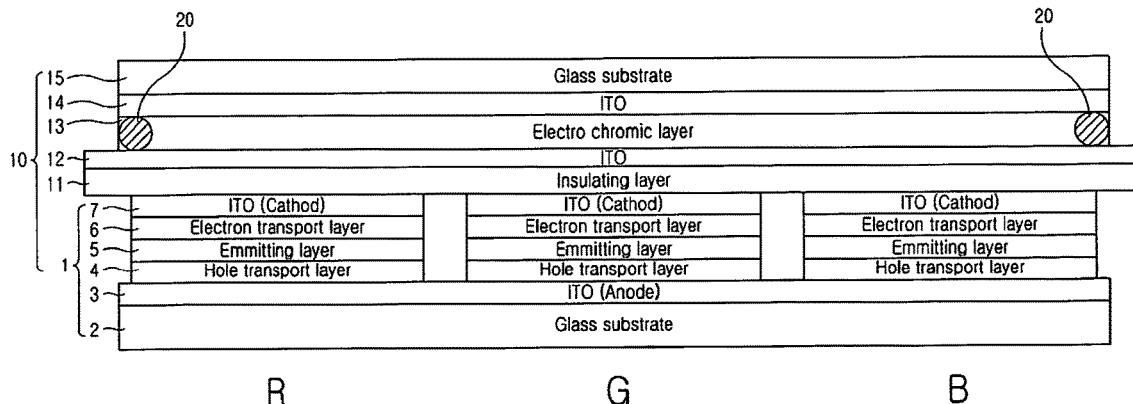 20 20
15 Glass substrate
14 ITO
13 Electro chromic layer
10
12 ITO
11 Insulating layer
7 ITO (Cathod) ITO (Cathod) ITO (Cathod)
6 Electron transport layer Electron transport layer Electron transport layer
5 Emmitting layer Emmitting layer Emmitting layer
1
4 Hole transport layer Hole transport layer Hole transport layer
3 ITO (Anode)
2 Glass substrate
R G B